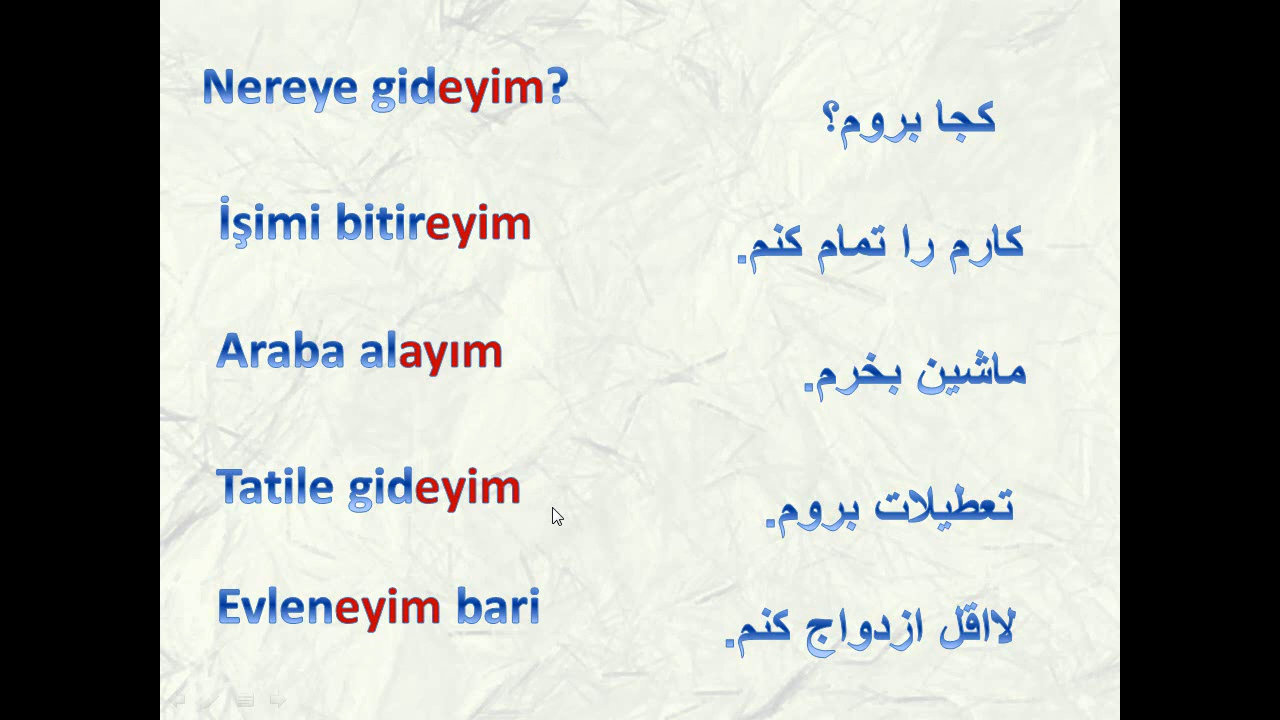 Nereye gideyim?
کجا بروم؟
İşimi bitireyim
کارم را تمام کنم.
Araba alayım
ماشین بخرم.
Tatile gideyim
تعطیلات بروم.
Evleneyim bari
لااقل ازدواج کنم.